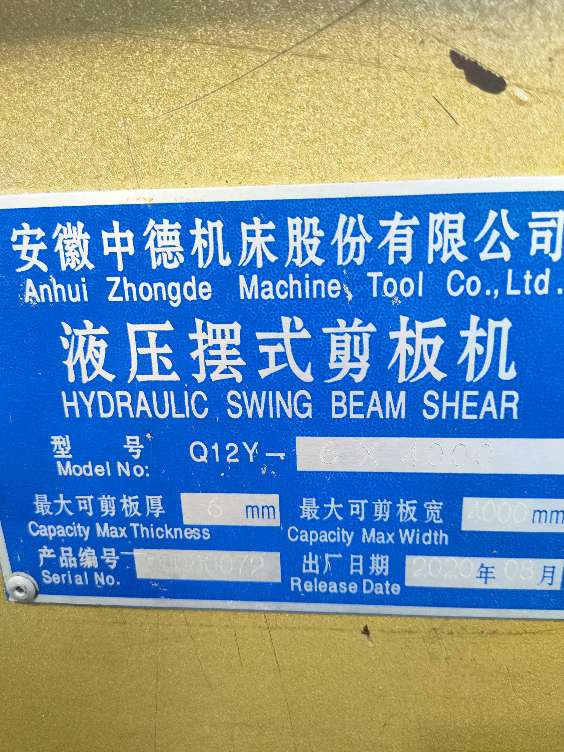 安徽中德机床股份有限公司
Anhui Zhongde Machine Tool Co., Ltd.
液压摆式剪板机
HYDRAULIC SWING BEAM SHEAR
型 号 Q12Y- 6 X 4000
Model No:
最大可剪板厚 6 mm 最大可剪板宽 4000 mm
Capacity Max Thickness Capacity Max Width
产品编号 出厂日期 2020 年 08 月
Serial No. Release Date